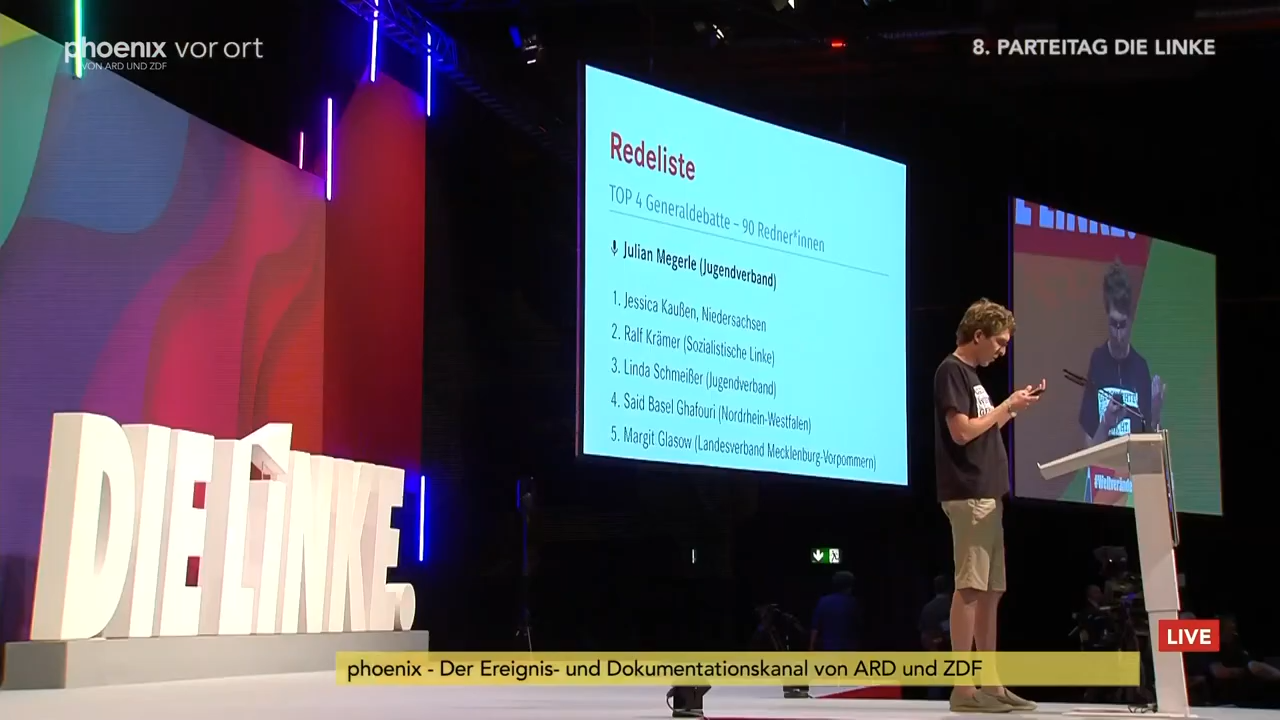 phoenix vor ort
VON ARD UND ZDF
8. PARTEITAG DIE LINKE
Redeliste
TOP 4 Generaldebatte – 90 Redner*innen
Julian Megerle (Jugendverband)
1. Jessica Kaußen, Niedersachsen
2. Ralf Krämer (Sozialistische Linke)
3. Linda Schmeißer (Jugendverband)
4. Said Basel Ghafouri (Nordrhein-Westfalen)
5. Margit Glasow (Landesverband Mecklenburg-Vorpommern)
DIE LINKE.
LIVE
phoenix - Der Ereignis- und Dokumentationskanal von ARD und ZDF